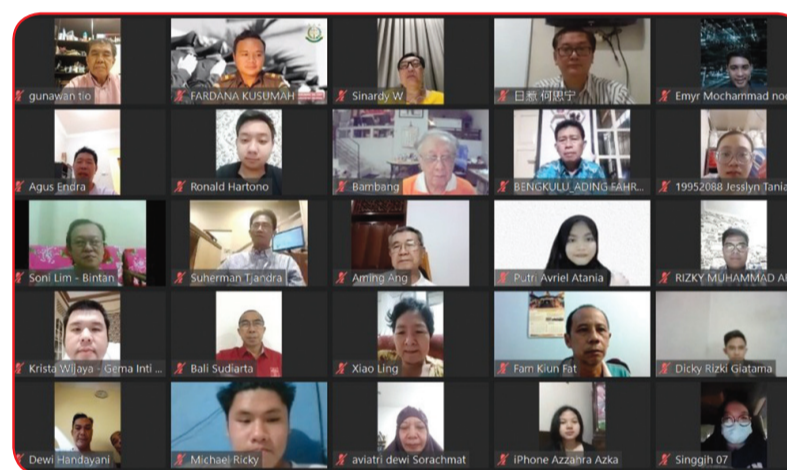 gunawan tio
FARDANA KUSUMAH
Sinardy W
日惹 何思宁
Emyr Mochammad noe
Agus Endra
Ronald Hartono
Bambang
BENGKULU_ADING FAHR...
19952088 Jesslyn Tania
Soni Lim - Bintan
Suherman Tjandra
Aming Ang
Putri Avriel Atania
RIZKY MUHAMMAD
Krista Wijaya - Gema Inti ...
Bali Sudiarta
Xiao Ling
Fam Kiun Fat
Dicky Rizki Giatama
Dewi Handayani
Michael Ricky
aviatri dewi Sorachmat
iPhone Azzahra Azka
Singgih 07